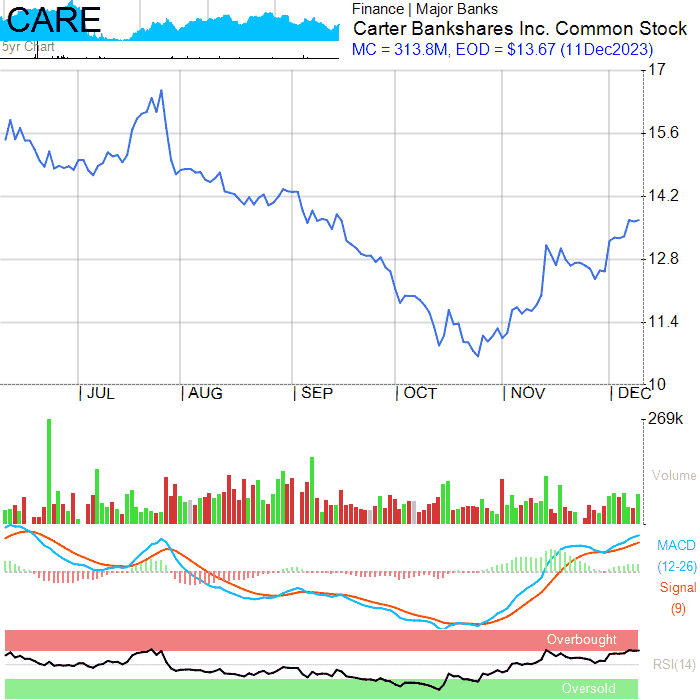 CARE
5yr Chart
Finance | Major Banks
Carter Bankshares Inc. Common Stock
MC = 313.8M, EOD = $13.67 (11Dec2023)
17
15.6
14.2
12.8
11.4
10
JUL AUG SEP OCT NOV DEC
269k
Volume
MACD
(12-26)
Signal
(9)
Overbought
RSI(14)
Oversold